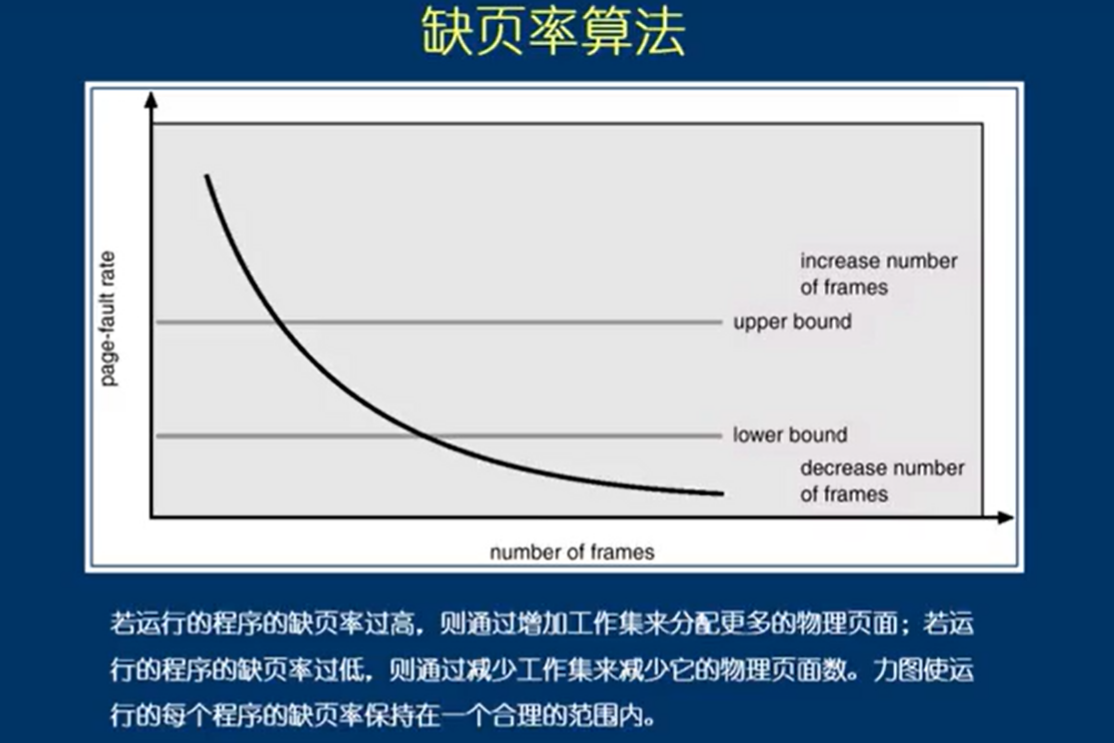 缺页率算法
page-fault rate
increase number
of frames
upper bound
lower bound
decrease number
of frames
number of frames
若运行的程序的缺页率过高，则通过增加工作集来分配更多的物理页面；若运
行的程序的缺页率过低，则通过减少工作集来减少它的物理页面数。力图使运
行的每个程序的缺页率保持在一个合理的范围内。